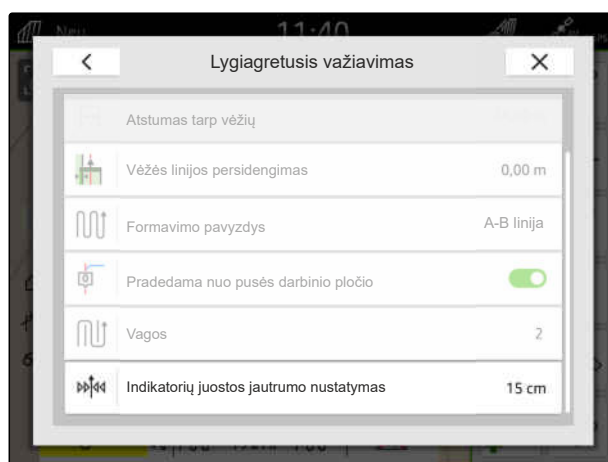 Neu
11:40
Lygiagretusis važiavimas
Atstumas tarp vėžių
Vėžės linijos persidengimas 0,00 m
Formavimo pavyzdys A-B linija
Pradedama nuo pusės darbinio pločio
Vagos 2
Indikatorių juostos jautrumo nustatymas 15 cm